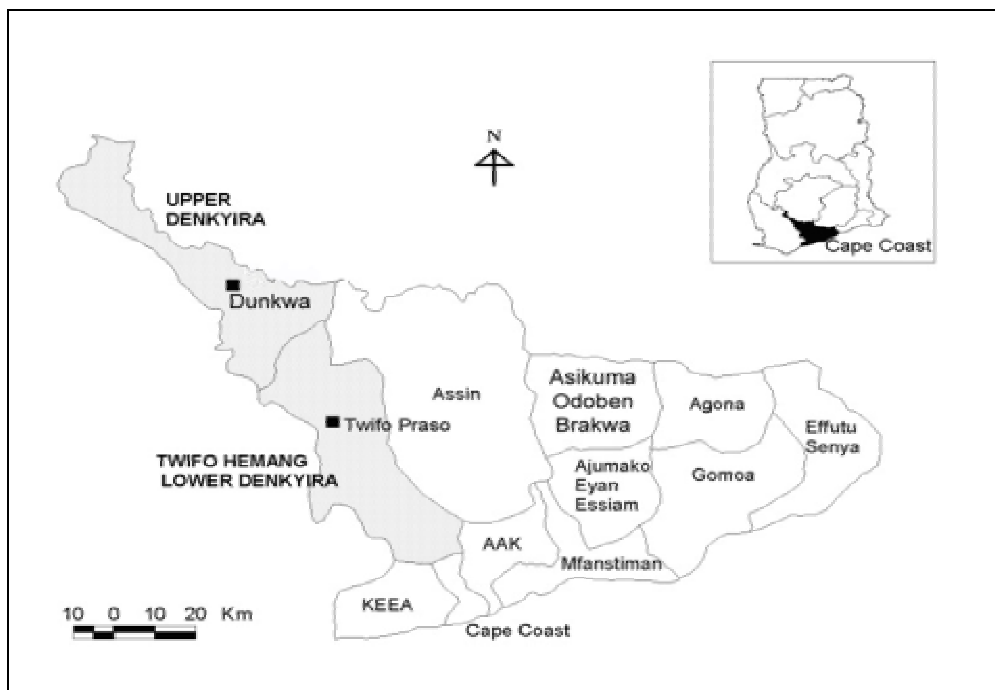 N
UPPER
DENKYIRA
Cape Coast
Dunkwa
Assin
Asikuma
Odoben
Brakwa
Agona
Effutu
Senya
Twifo Praso
TWIFO HEMANG
LOWER DENKYIRA
Ajumako
Eyan
Essiam
Gomoa
AAK
Mfanstiman
KEEA
Cape Coast
10 0 10 20 Km